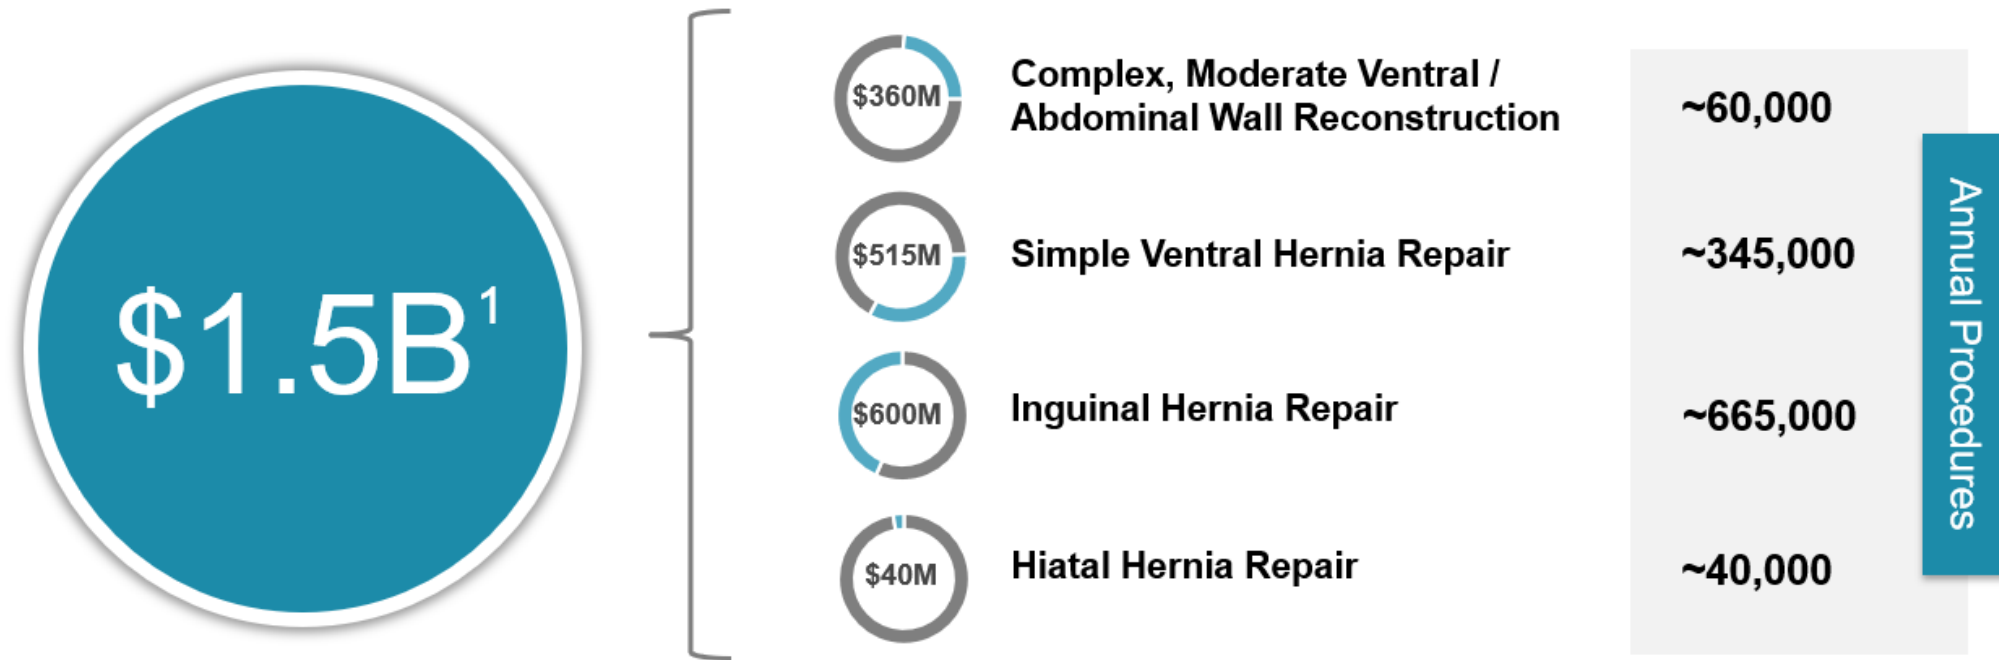 $1.5B1
$360M
Complex, Moderate Ventral /
Abdominal Wall Reconstruction
~60,000
$515M
Simple Ventral Hernia Repair
~345,000
$600M
Inguinal Hernia Repair
~665,000
$40M
Hiatal Hernia Repair
~40,000
Annual Procedures